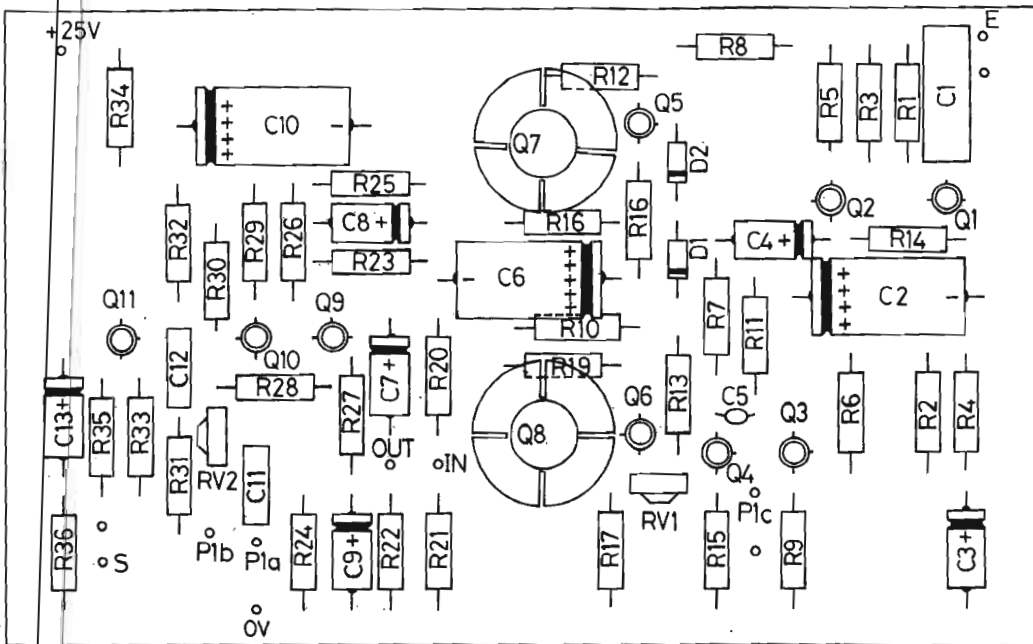 +25V
E
R8
R34
R12
R5
R3
R1
C1
C10
+
+
+
+
-
Q5
Q7
D2
R25
R16
R16
Q2
Q1
R32
R29
R26
C8+
C4+
R14
R30
R23
D1
C6
-
+
+
+
+
+
C2
+
+
+
+
-
Q11
Q9
R10
R7
R11
Q10
C12
R20
R19
R28
C7+
R13
C13+
R35
R33
R27
Q6
C5
Q3
R6
R2
R4
Q8
OUT
IN
R31
RV2
C11
Q4
RV1
P1c
R36
S
P1b
P1a
R24
C9+
R22
R21
R17
R15
R9
C3+
0V